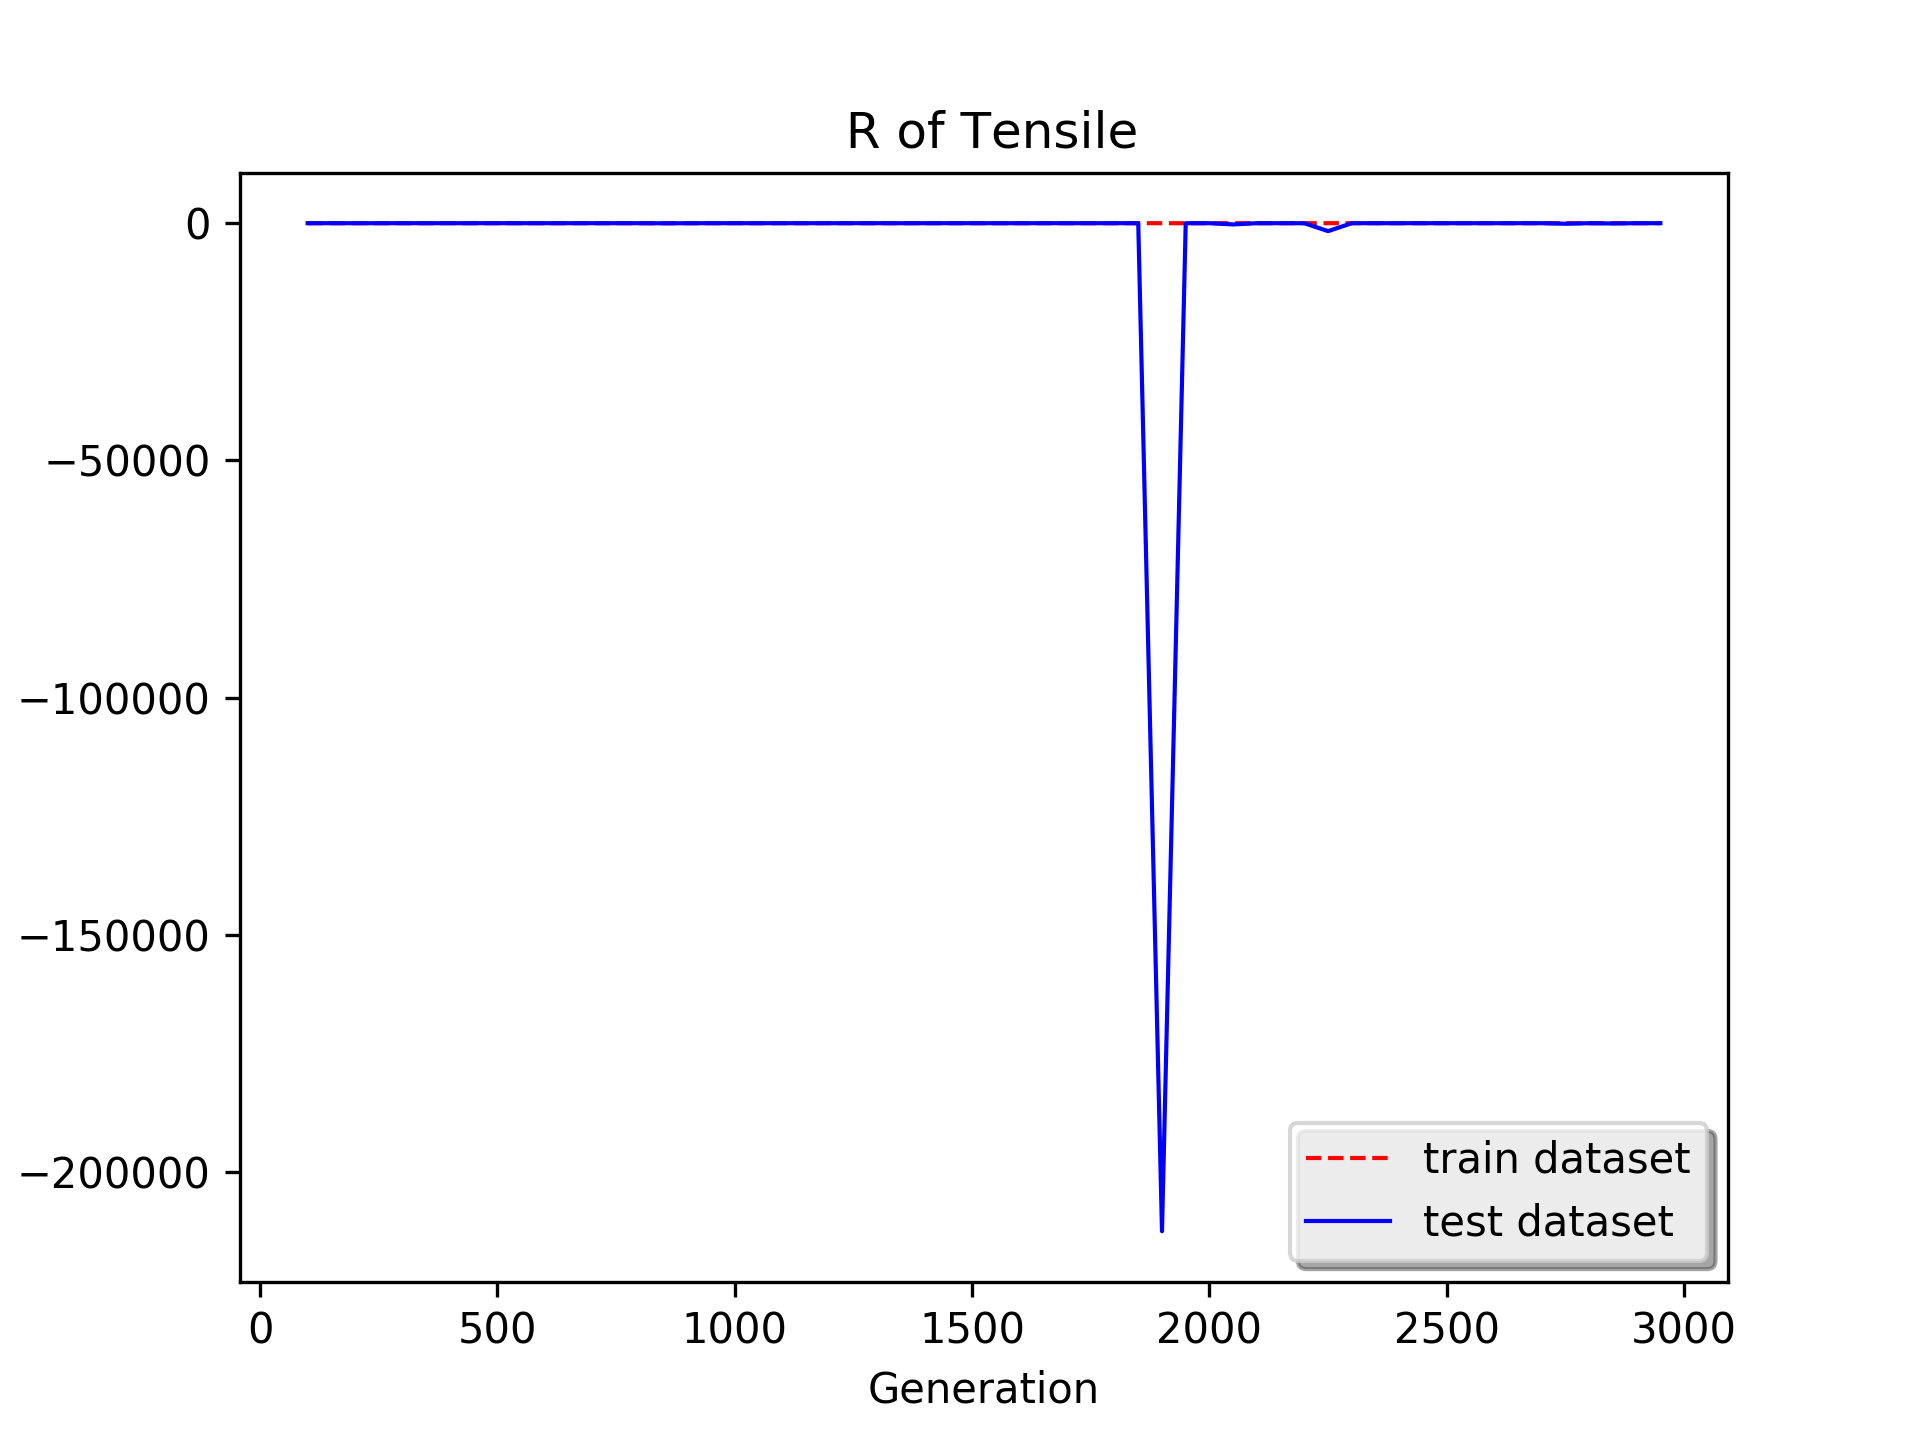 R of Tensile
0
−50000
−100000
−150000
−200000
train dataset
test dataset
0 500 1000 1500 2000 2500 3000
Generation